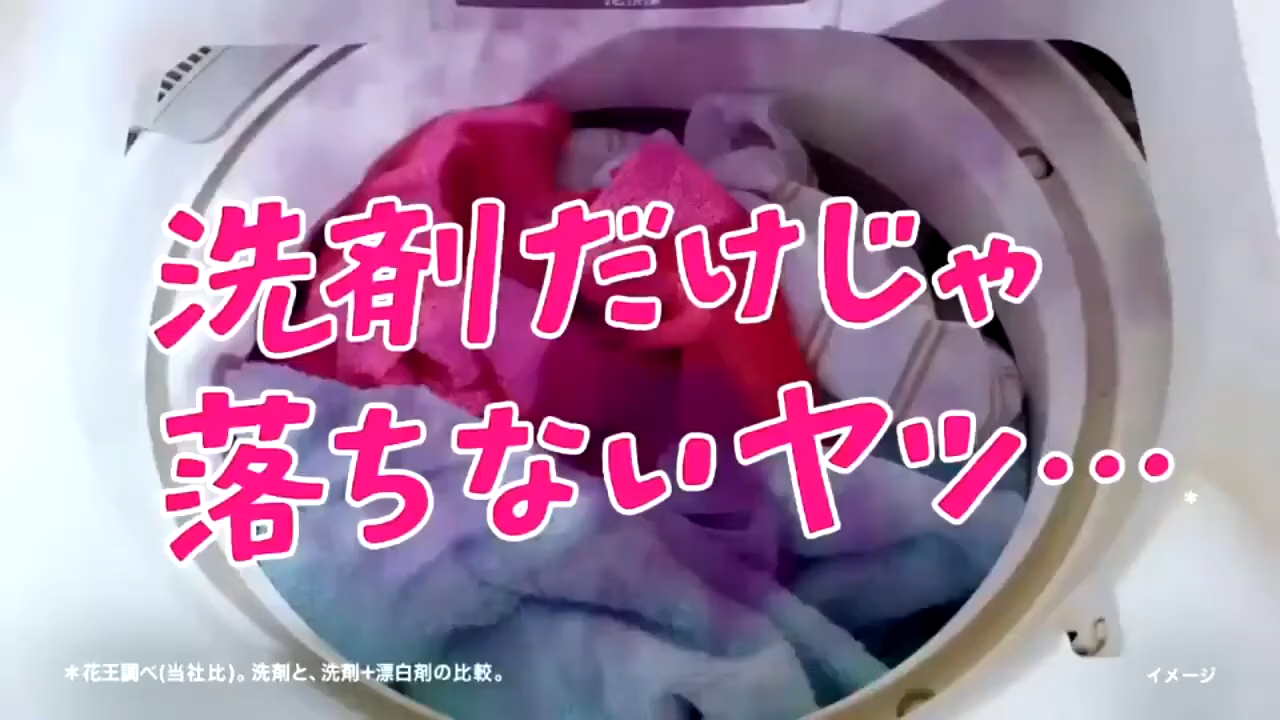 洗剤だけじゃ
落ちないヤツ…
*
＊花王調べ(当社比)。洗剤と、洗剤+漂白剤の比較。
イメージ